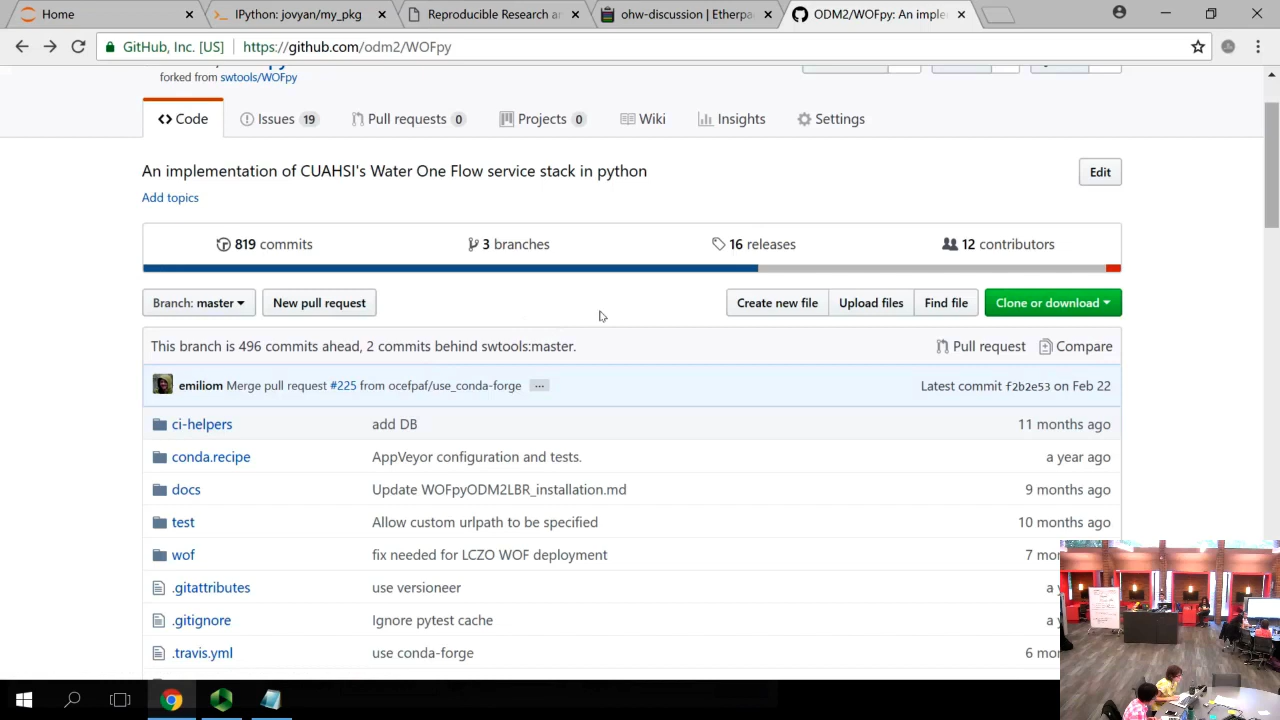 Home
IPython: jovyan/my_pkg
Reproducible Research a
ohw-discussion | Etherpa
ODM2/WOFpy: An imple
GitHub, Inc. [US] https://github.com/odm2/WOFpy
forked from swtools/WOFpy
Code Issues 19 Pull requests 0 Projects 0 Wiki Insights Settings
An implementation of CUAHSI's Water One Flow service stack in python Edit
Add topics
819 commits 3 branches 16 releases 12 contributors
Branch: master New pull request Create new file Upload files Find file Clone or download
This branch is 496 commits ahead, 2 commits behind swtools:master. Pull request Compare
emiliom Merge pull request #225 from ocefpaf/use_conda-forge ... Latest commit f2b2e53 on Feb 22
ci-helpers add DB 11 months ago
conda.recipe AppVeyor configuration and tests. a year ago
docs Update WOFpyODM2LBR_installation.md 9 months ago
test Allow custom urlpath to be specified 10 months ago
wof fix needed for LCZO WOF deployment 7 mo
.gitattributes use versioneer a
.gitignore Ignore pytest cache a
.travis.yml use conda-forge 6 mo